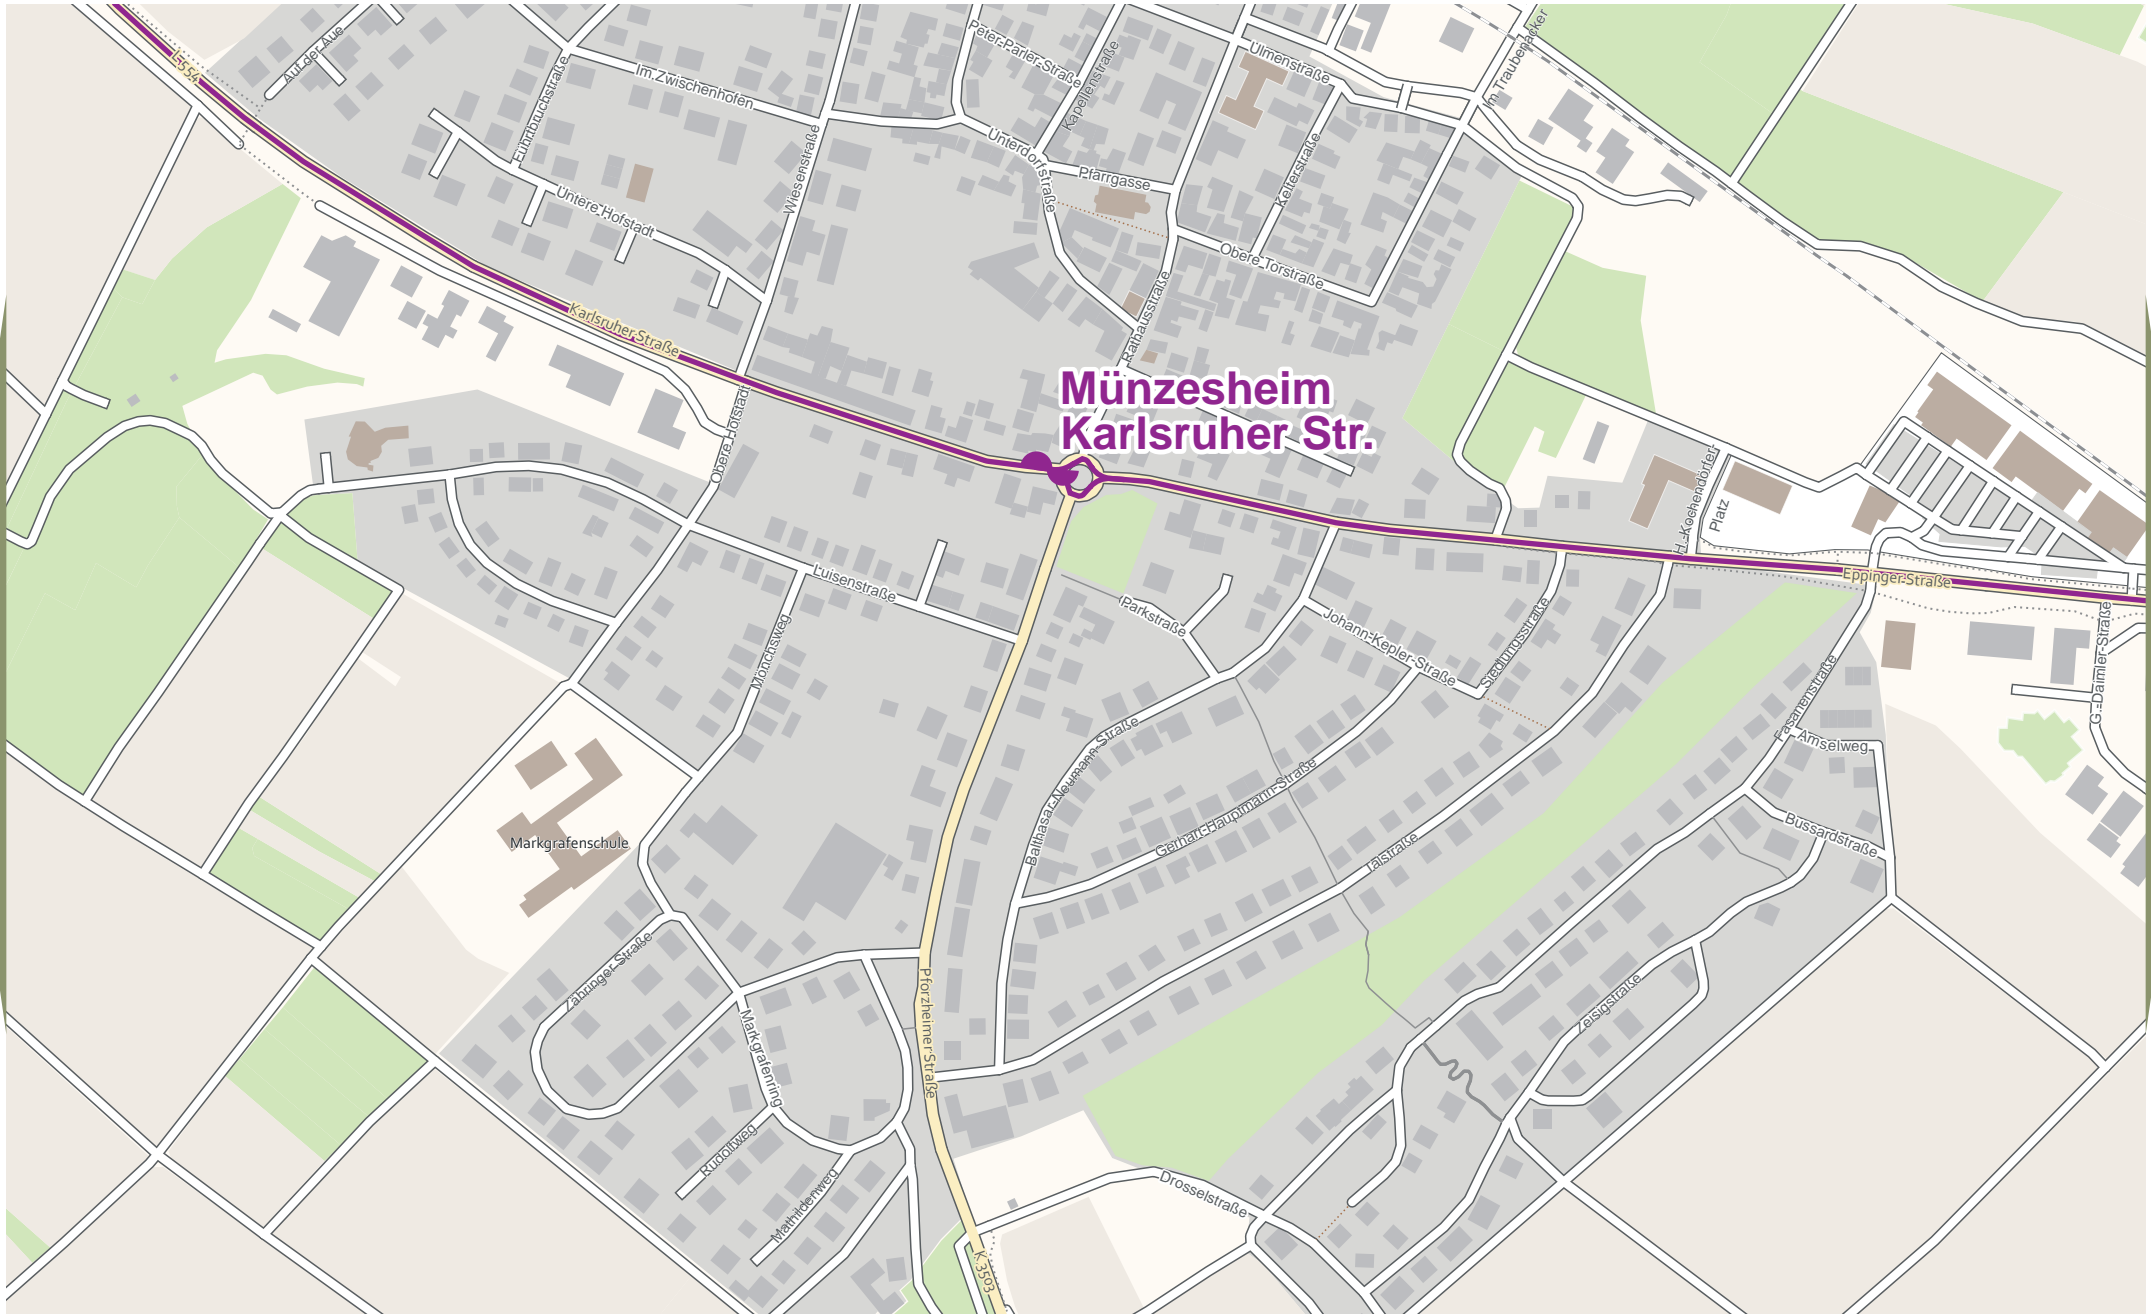 L 554
Auf der Aue
Im Zwischenhofen
Peter-Parler-Straße
Kapellenstraße
Ulmenstraße
Im Traubenacker
Führtbruchstraße
Wiesenstraße
Unterdorfstraße
Pfarrgasse
Kelterstraße
Untere Hofstadt
Obere Torstraße
Rathausstraße
Karlsruher Straße
Münzesheim
Karlsruher Str.
Obere Hofstadt
H.-Kochendörfer-
Platz
Eppinger Straße
Luisenstraße
Parkstraße
Johann-Kepler-Straße
Siedlungsstraße
G.-Daimler-Straße
Mönchsweg
Fasanenstraße
Amselweg
Balthasar-Neumann-Straße
Gerhart-Hauptmann-Straße
Talstraße
Bussardstraße
Markgrafenschule
Zähringer Straße
Zeisigstraße
Pforzheimer Straße
Markgrafenring
Rudolfweg
Mathildenweg
Drosselstraße
K 3503